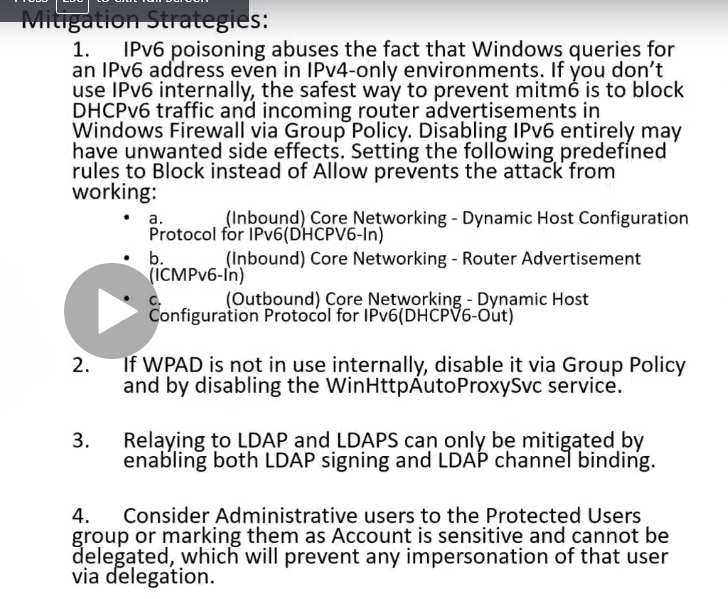 Mitigation Strategies:
1. IPv6 poisoning abuses the fact that Windows queries for
an IPv6 address even in IPv4-only environments. If you don’t
use IPv6 internally, the safest way to prevent mitm6 is to block
DHCPv6 traffic and incoming router advertisements in
Windows Firewall via Group Policy. Disabling IPv6 entirely may
have unwanted side effects. Setting the following predefined
rules to Block instead of Allow prevents the attack from
working:
• a. (Inbound) Core Networking - Dynamic Host Configuration
Protocol for IPv6(DHCPV6-In)
• b. (Inbound) Core Networking - Router Advertisement
(ICMPv6-In)
• c. (Outbound) Core Networking - Dynamic Host
Configuration Protocol for IPv6(DHCPV6-Out)
2. If WPAD is not in use internally, disable it via Group Policy
and by disabling the WinHttpAutoProxySvc service.
3. Relaying to LDAP and LDAPS can only be mitigated by
enabling both LDAP signing and LDAP channel binding.
4. Consider Administrative users to the Protected Users
group or marking them as Account is sensitive and cannot be
delegated, which will prevent any impersonation of that user
via delegation.